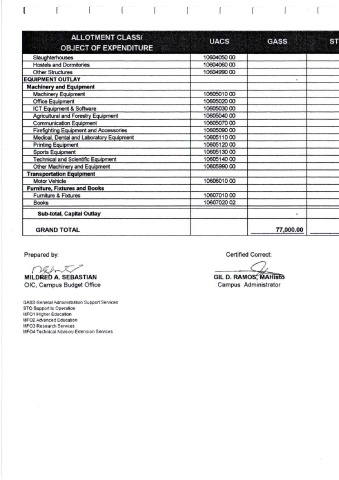 ALLOTMENT CLASS/ OBJECT OF EXPENDITURE UACS GASS ST
Slaughterhouses 10604050 00
Hostels and Dormitories 10604060 00
Other Structures 10604990 00
EQUIPMENT OUTLAY -
Machinery and Equipment
Machinery Equipment 10605010 00
Office Equipment 10605020 00
ICT Equipment & Software 10605030 00
Agricultural and Forestry Equipment 10605040 00
Communication Equipment 10605070 00
Firefighting Equipment and Accessories 10605090 00
Medical, Dental and Laboratory Equipment 10605110 00
Printing Equipment 10605120 00
Sports Equipment 10605130 00
Technical and Scientific Equipment 10605140 00
Other Machinery and Equipment 10605990 00
Transportation Equipment
Motor Vehicle 10606010 00
Furniture, Fixtures and Books
Furniture & Fixtures 10607010 00
Books 10607020 02
Sub-total, Capital Outlay -
GRAND TOTAL 77,000.00
Prepared by: Certified Correct:
MILDRED A. SEBASTIAN GIL D. RAMOS, MAHisto
OIC, Campus Budget Office Campus Administrator
GASS General Administration Support Services
STO Support to Operation
MFO1 Higher Education
MFO2 Advanced Education
MFO3 Research Services
MFO4 Technical Advisory Extension Services